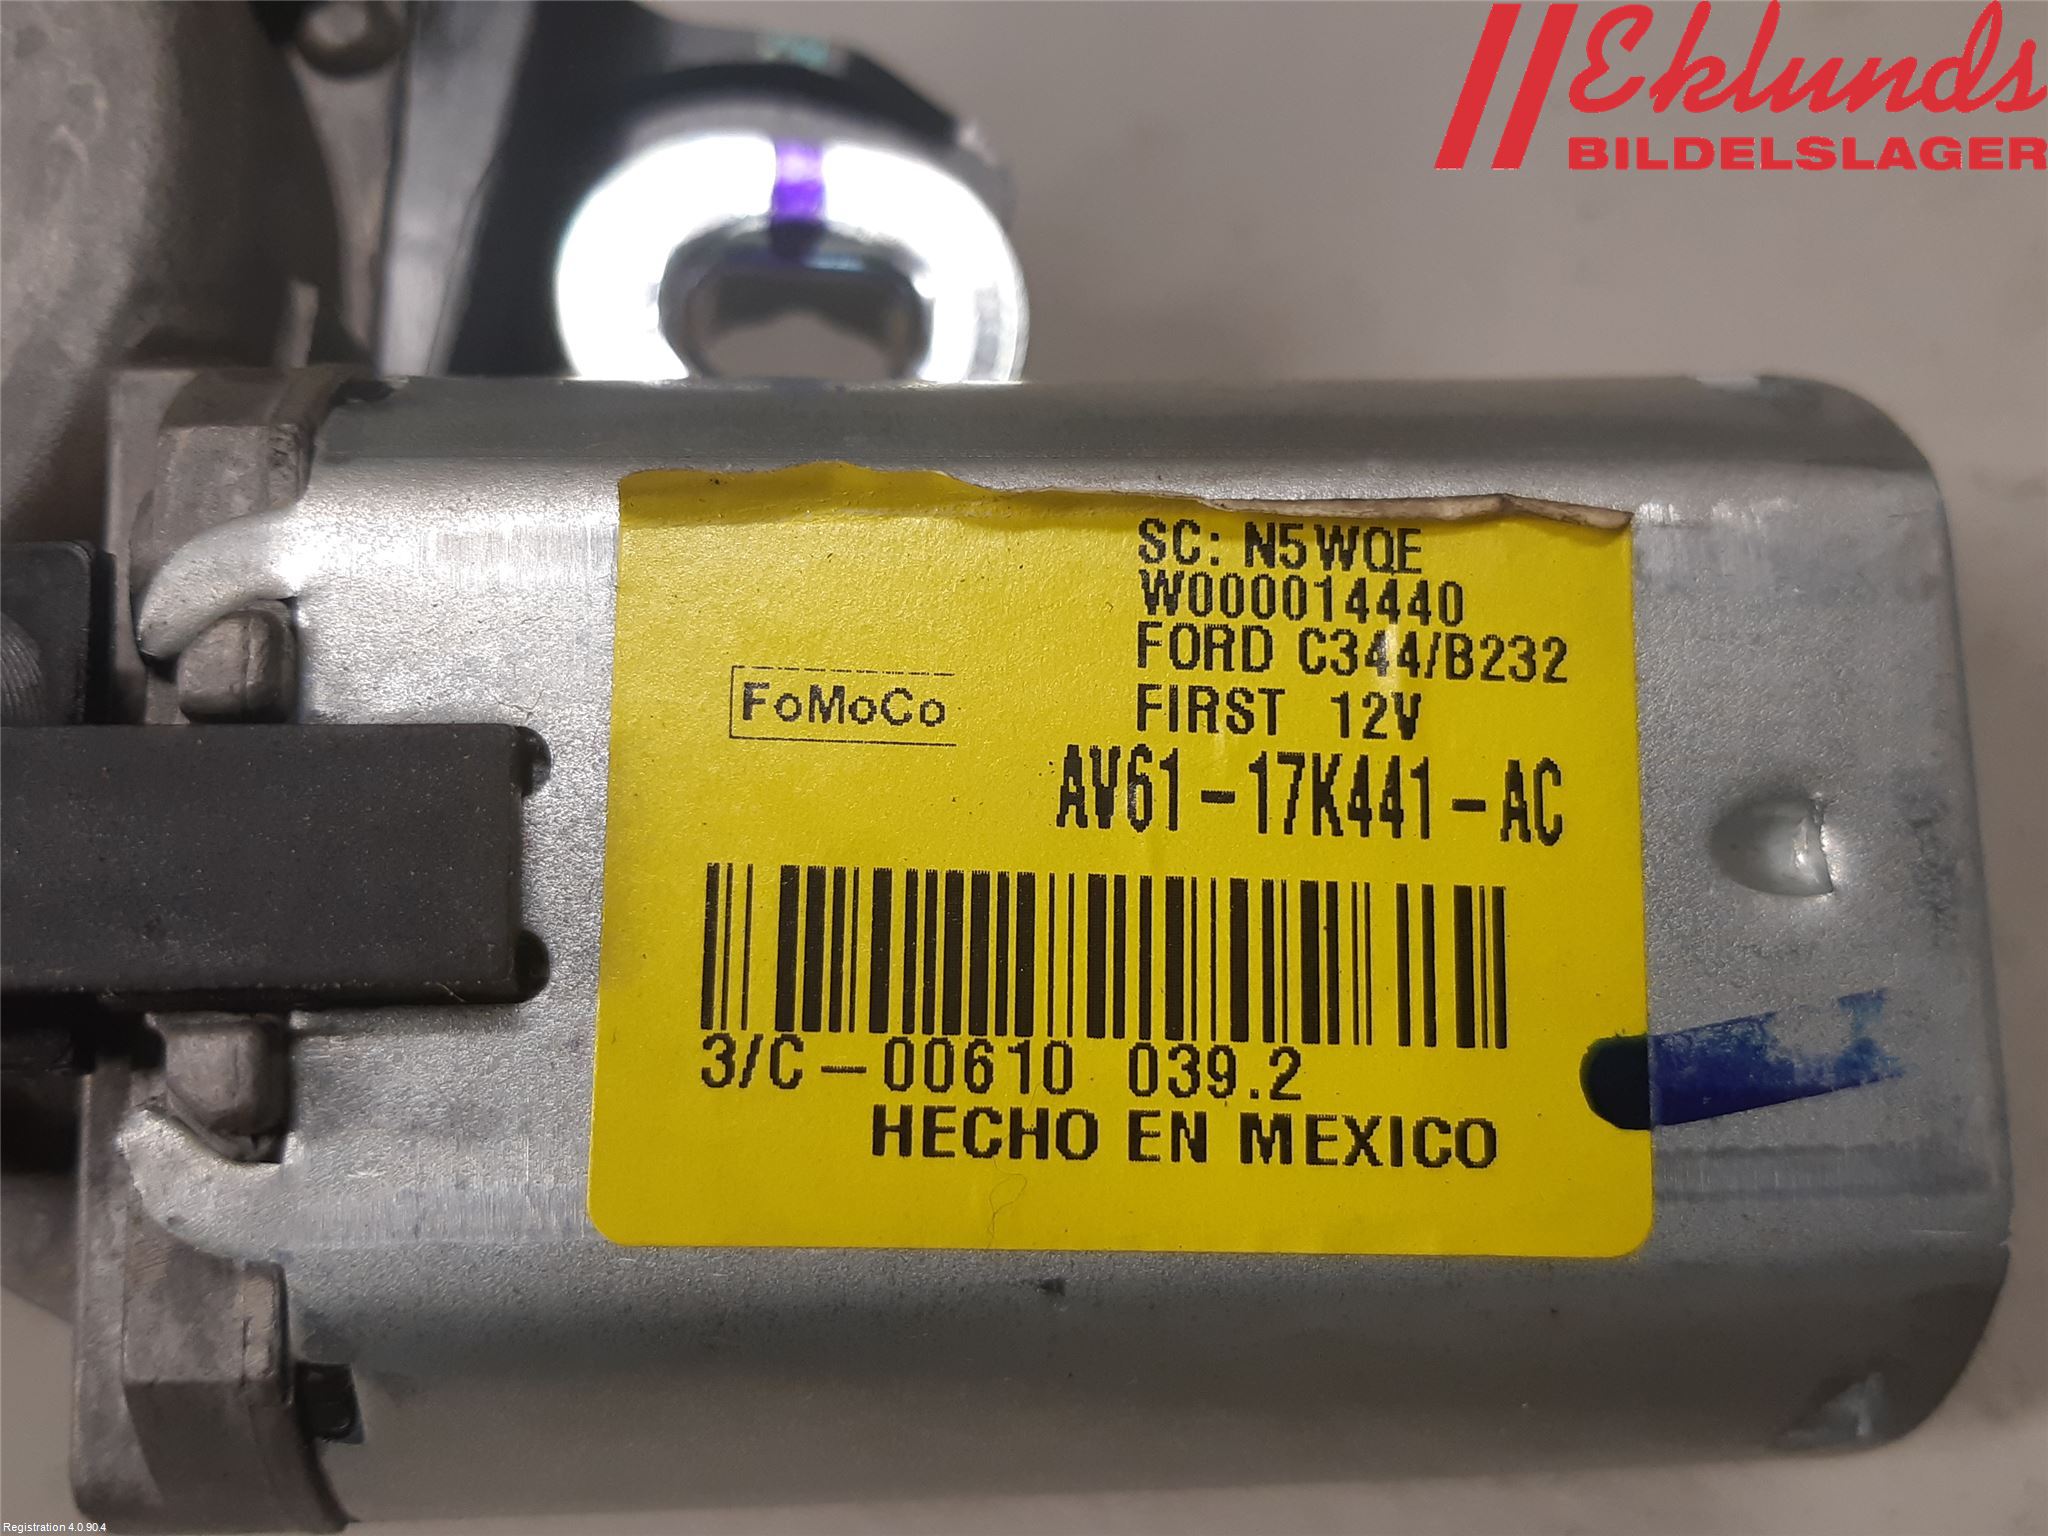 Eklunds
BILDELSLAGER
SC: N5WQE
W000014440
FORD C344/B232
FIRST 12V
FoMoCo
AV61-17K441-AC
3/C-00610 039.2
HECHO EN MEXICO
Registration 4.0.90.4